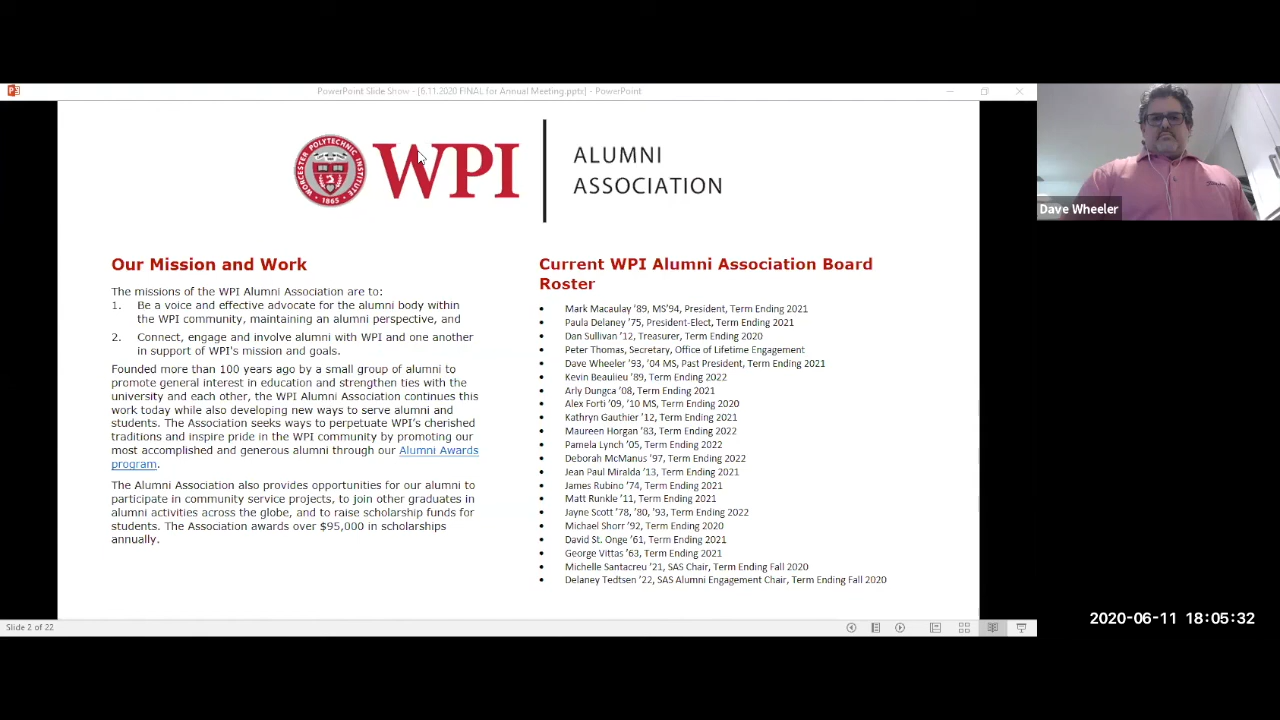 PowerPoint Slide Show - [6.11.2020 FINAL for Annual Meeting.pptx] - PowerPoint
WORCESTER POLYTECHNIC INSTITUTE
1865
WPI
ALUMNI
ASSOCIATION
Dave Wheeler
Our Mission and Work
The missions of the WPI Alumni Association are to:
1. Be a voice and effective advocate for the alumni body within
the WPI community, maintaining an alumni perspective, and
2. Connect, engage and involve alumni with WPI and one another
in support of WPI's mission and goals.
Founded more than 100 years ago by a small group of alumni to
promote general interest in education and strengthen ties with the
university and each other, the WPI Alumni Association continues this
work today while also developing new ways to serve alumni and
students. The Association seeks ways to perpetuate WPI's cherished
traditions and inspire pride in the WPI community by promoting our
most accomplished and generous alumni through our Alumni Awards
program.
The Alumni Association also provides opportunities for our alumni to
participate in community service projects, to join other graduates in
alumni activities across the globe, and to raise scholarship funds for
students. The Association awards over $95,000 in scholarships
annually.
Current WPI Alumni Association Board
Roster
• Mark Macaulay '89, MS'94, President, Term Ending 2021
• Paula Delaney '75, President-Elect, Term Ending 2021
• Dan Sullivan '12, Treasurer, Term Ending 2020
• Peter Thomas, Secretary, Office of Lifetime Engagement
• Dave Wheeler '93, '04 MS, Past President, Term Ending 2021
• Kevin Beaulieu '89, Term Ending 2022
• Arly Dungca '08, Term Ending 2021
• Alex Forti '09, '10 MS, Term Ending 2020
• Kathryn Gauthier '12, Term Ending 2021
• Maureen Horgan '83, Term Ending 2022
• Pamela Lynch '05, Term Ending 2022
• Deborah McManus '97, Term Ending 2022
• Jean Paul Miralda '13, Term Ending 2021
• James Rubino '74, Term Ending 2021
• Matt Runkle '11, Term Ending 2021
• Jayne Scott '78, '80, '93, Term Ending 2022
• Michael Shorr '92, Term Ending 2020
• David St. Onge '61, Term Ending 2021
• George Vittas '63, Term Ending 2021
• Michelle Santacreu '21, SAS Chair, Term Ending Fall 2020
• Delaney Tedtsen '22, SAS Alumni Engagement Chair, Term Ending Fall 2020
Slide 2 of 22
2020-06-11 18:05:32